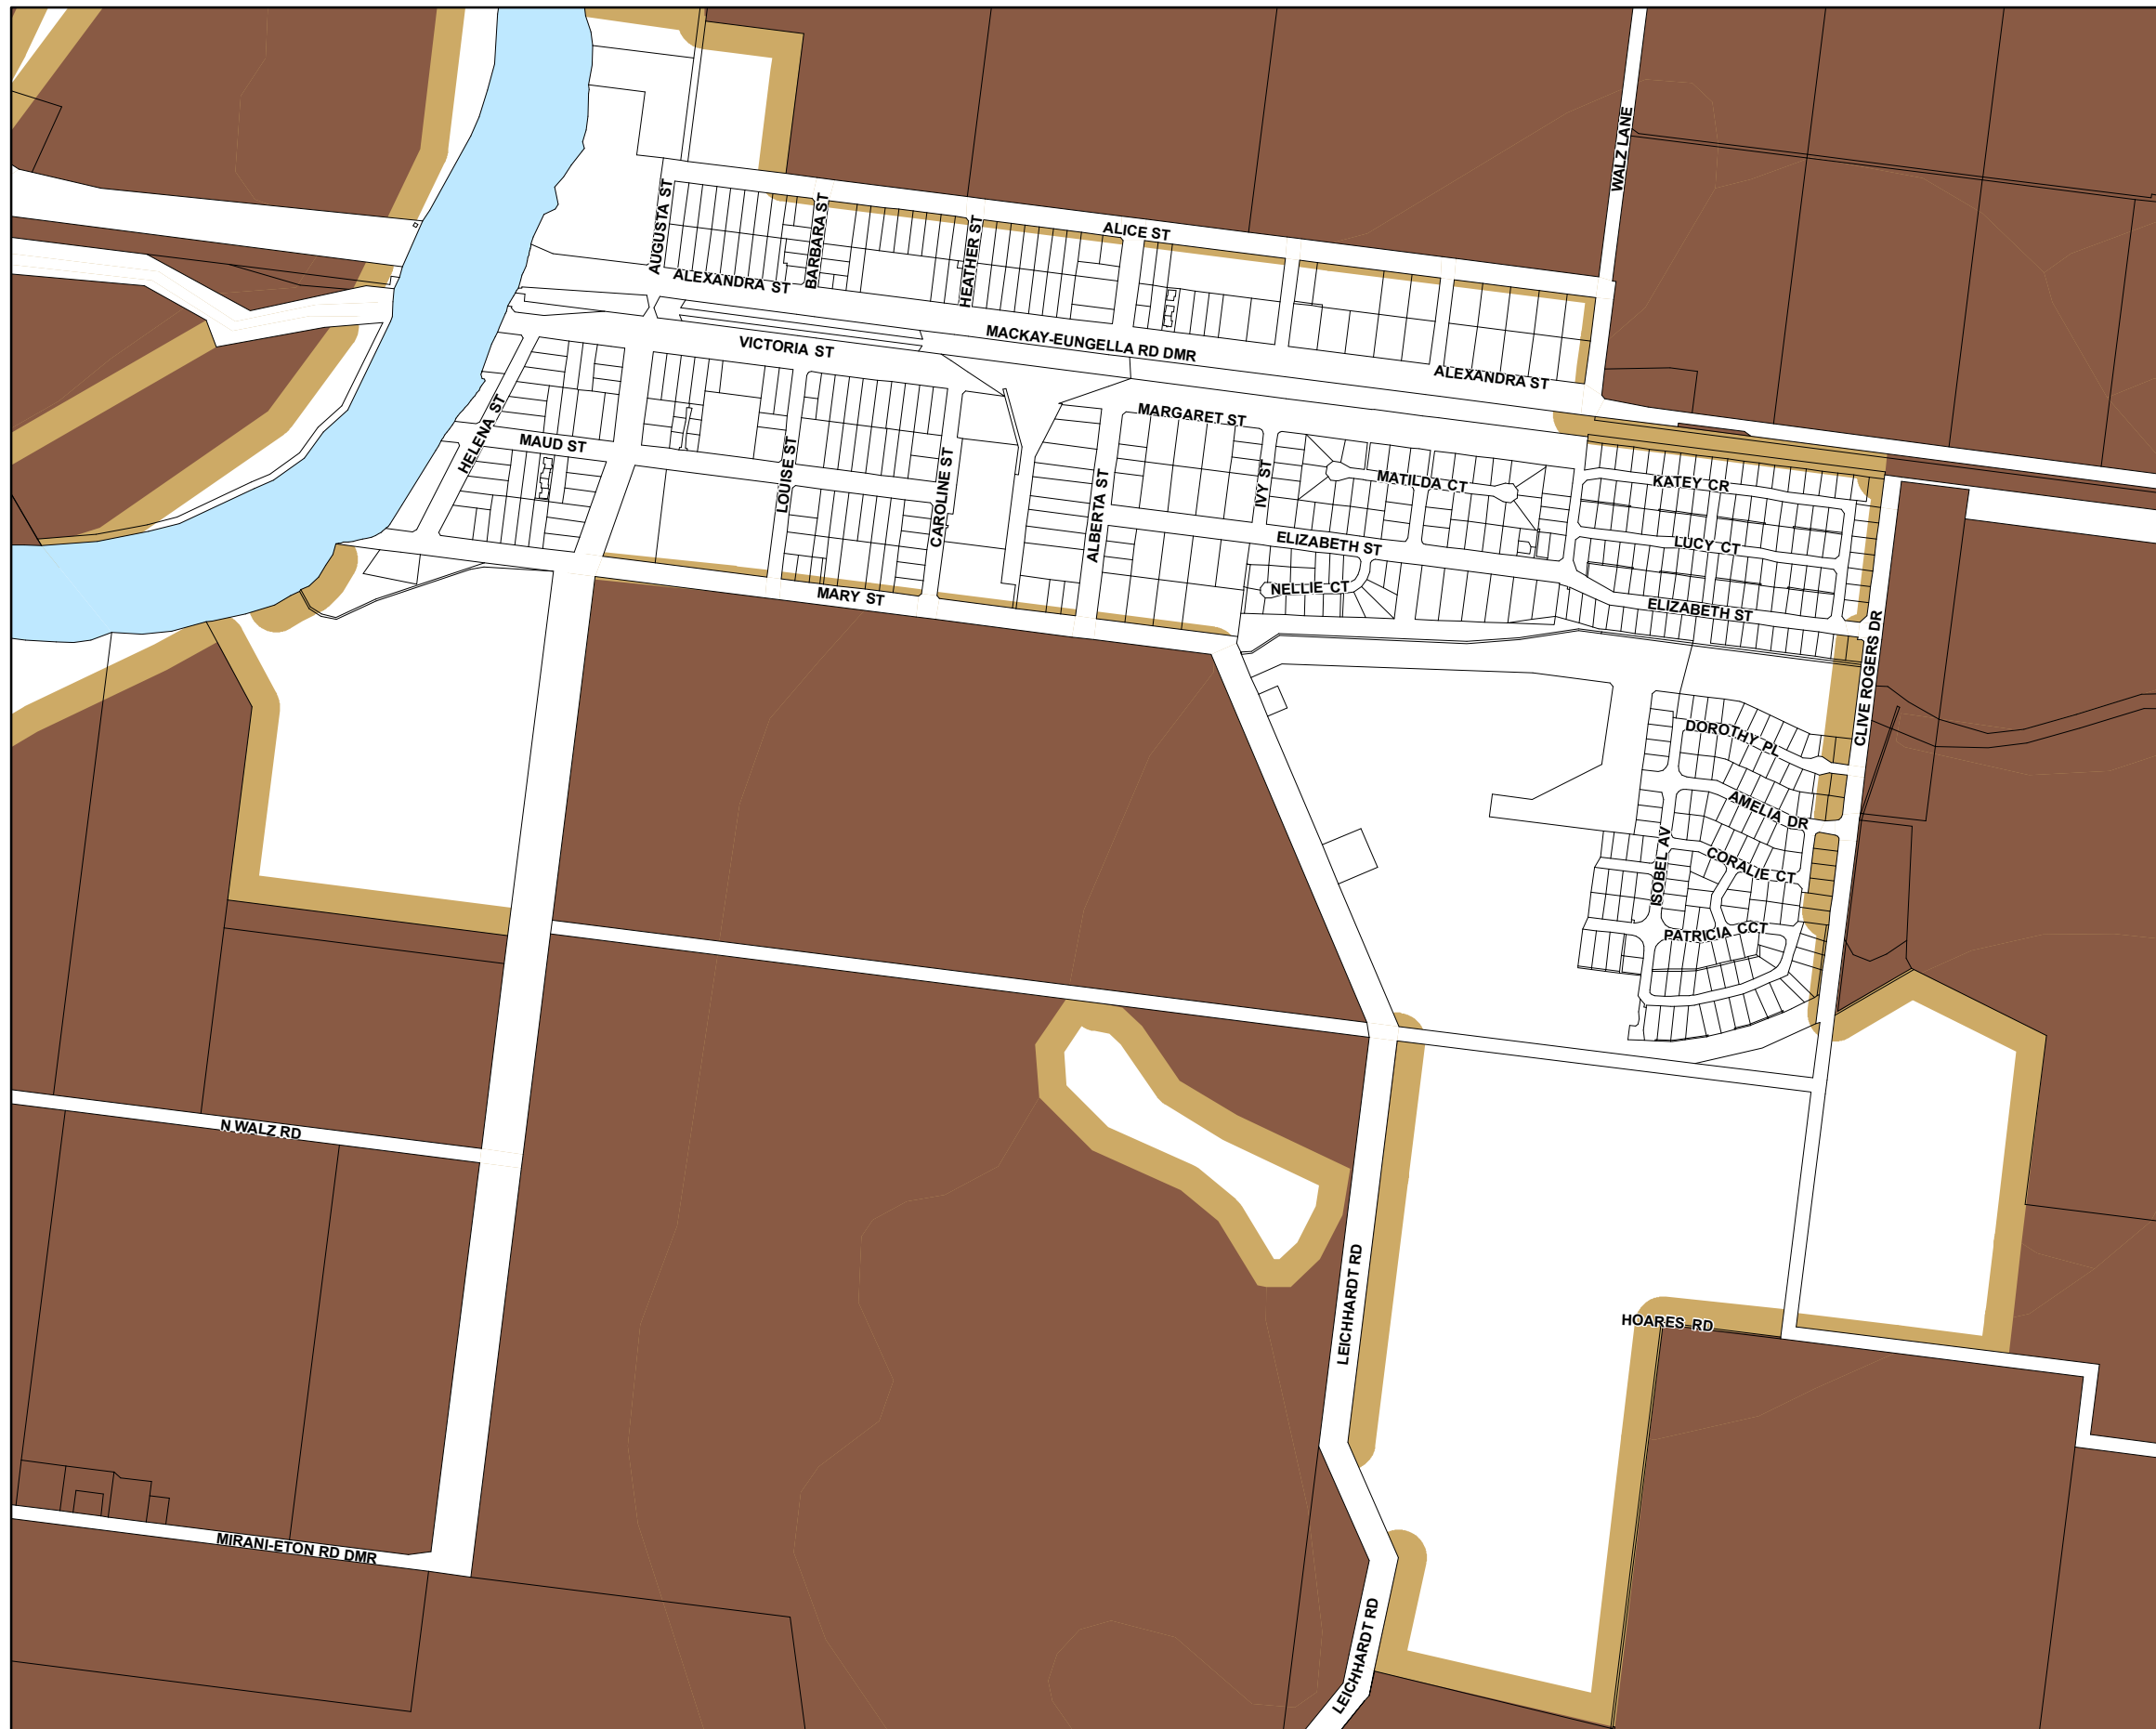 WALZ LANE
AUGUSTA ST
BARBARA ST
HEATHER ST
ALICE ST
ALEXANDRA ST
MACKAY-EUNGELLA RD DMR
VICTORIA ST
ALEXANDRA ST
HELENA ST
MAUD ST
LOUISE ST
CAROLINE ST
ALBERTA ST
MARGARET ST
IVY ST
MATILDA CT
KATEY CR
ELIZABETH ST
LUCY CT
NELLIE CT
MARY ST
ELIZABETH ST
CLIVE ROGERS DR
DOROTHY PL
AMELIA DR
ISOBEL AV
CORALIE CT
PATRICIA CCT
N WALZ RD
LEICHHARDT RD
HOARES RD
MIRANI-ETON RD DMR
LEICHHARDT RD